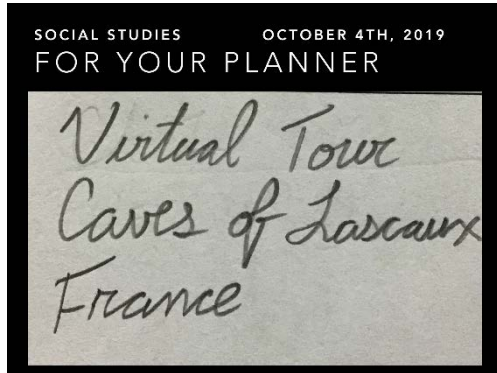 SOCIAL STUDIES OCTOBER 4TH, 2019
FOR YOUR PLANNER
Virtual Tour
Caves of Lascaux
France